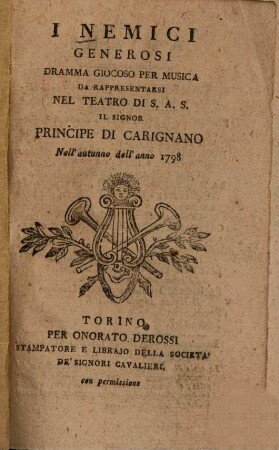 I NEMICI
GENEROSI
DRAMMA GIOCOSO PER MUSICA
DA RAPPRESENTARSI
NEL TEATRO DI S. A. S.
IL SIGNOR
PRINCIPE DI CARIGNANO
Nell'autunno dell'anno 1798
TORINO
PER ONORATO DEROSSI
STAMPATORE E LIBRAJO DELLA SOCIETA'
DE' SIGNORI CAVALIERI,
con permissione